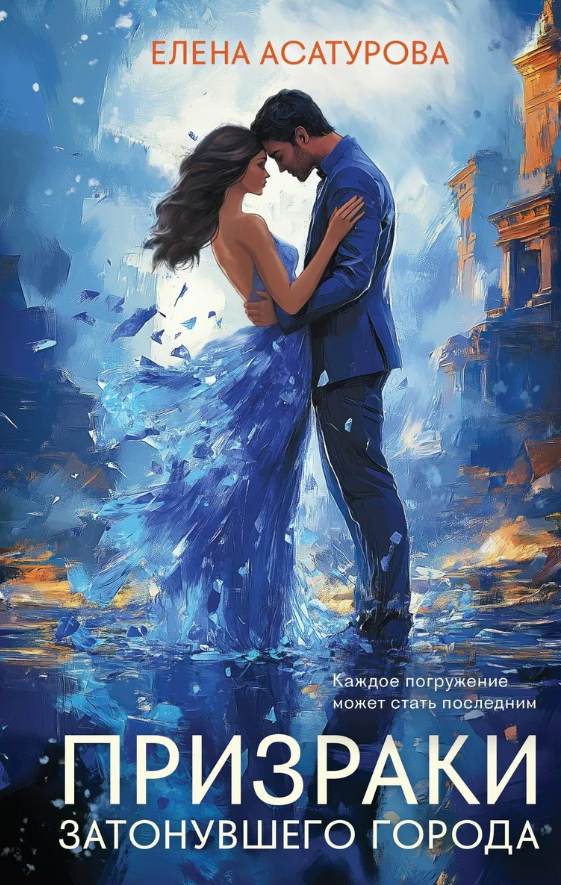 ЕЛЕНА АСАТУРОВА
Каждое погружение
может стать последним
ПРИЗРАКИ
ЗАТОНУВШЕГО ГОРОДА